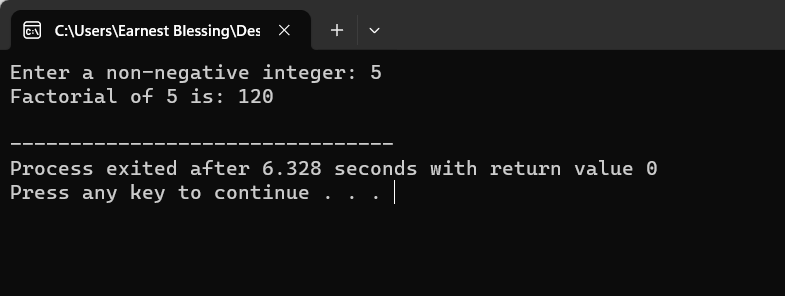 C:\Users\Earnest Blessing\Des
Enter a non-negative integer: 5
Factorial of 5 is: 120
--------------------------------
Process exited after 6.328 seconds with return value 0
Press any key to continue . . .